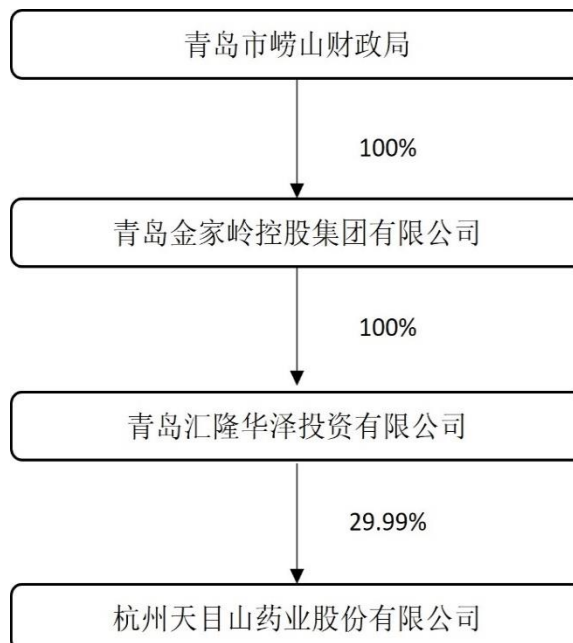 青岛市崂山财政局
100%
青岛金家岭控股集团有限公司
100%
青岛汇隆华泽投资有限公司
29.99%
杭州天目山药业股份有限公司